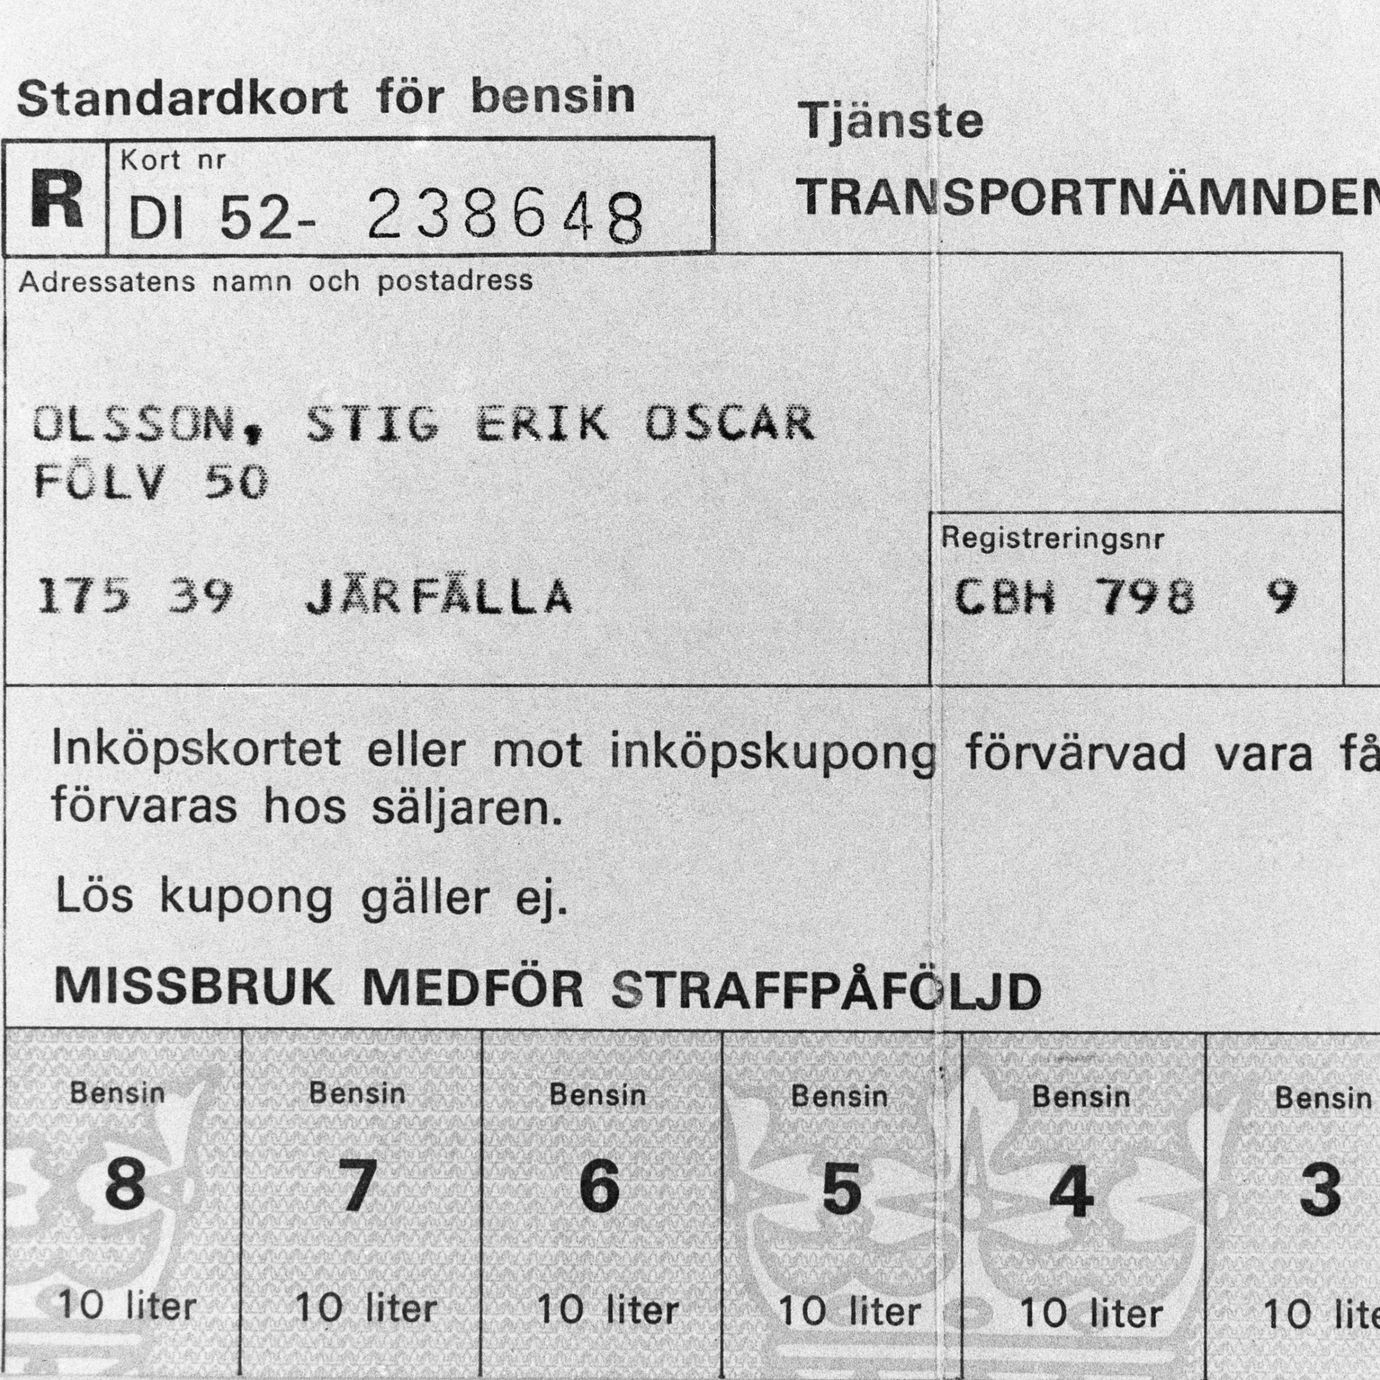 Standardkort för bensin
Tjänste
R
Kort nr
DI 52- 238648
TRANSPORTNÄMNDEN
Adressatens namn och postadress
OLSSON, STIG ERIK OSCAR
FÖLV 50
Registreringsnr
175 39 JÄRFÄLLA
CBH 798 9
Inköpskortet eller mot inköpskupong förvärvad vara få
förvaras hos säljaren.
Lös kupong gäller ej.
MISSBRUK MEDFÖR STRAFFPÅFÖLJD
Bensin Bensin Bensin Bensin Bensin Bensin
8 7 6 5 4 3
10 liter 10 liter 10 liter 10 liter 10 liter 10 lite